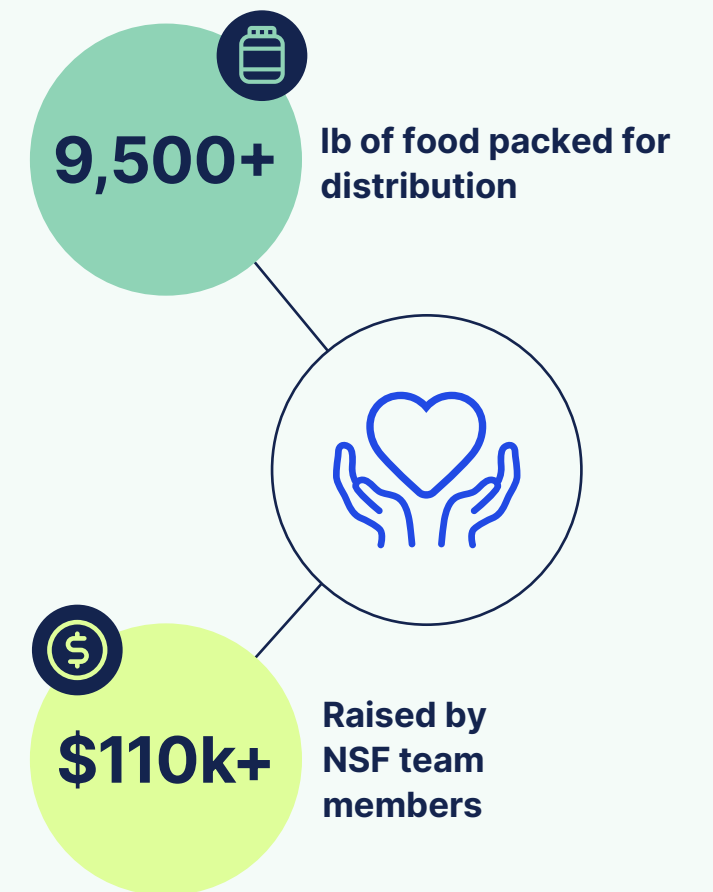 9,500+
lb of food packed for
distribution
$110k+
Raised by
NSF team
members